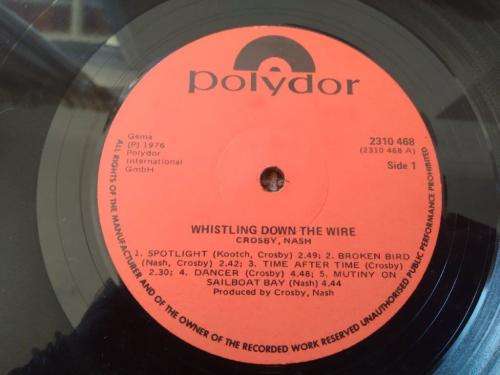 polydor
Gema
(P) 1976
Polydor
International
GmbH
2310 468
(2310 468 A)
Side 1
WHISTLING DOWN THE WIRE
CROSBY, NASH
1. SPOTLIGHT (Kootch, Crosby) 2.49; 2. BROKEN BIRD
(Nash, Crosby) 2.42; 3. TIME AFTER TIME (Crosby)
2.30; 4. DANCER (Crosby) 4.48; 5. MUTINY ON
SAILBOAT BAY (Nash) 4.44
Produced by Crosby, Nash
ALL RIGHTS OF THE MANUFACTURER AND OF THE OWNER OF THE RECORDED WORK RESERVED UNAUTHORISED PUBLIC PERFORMANCE PROHIBITED